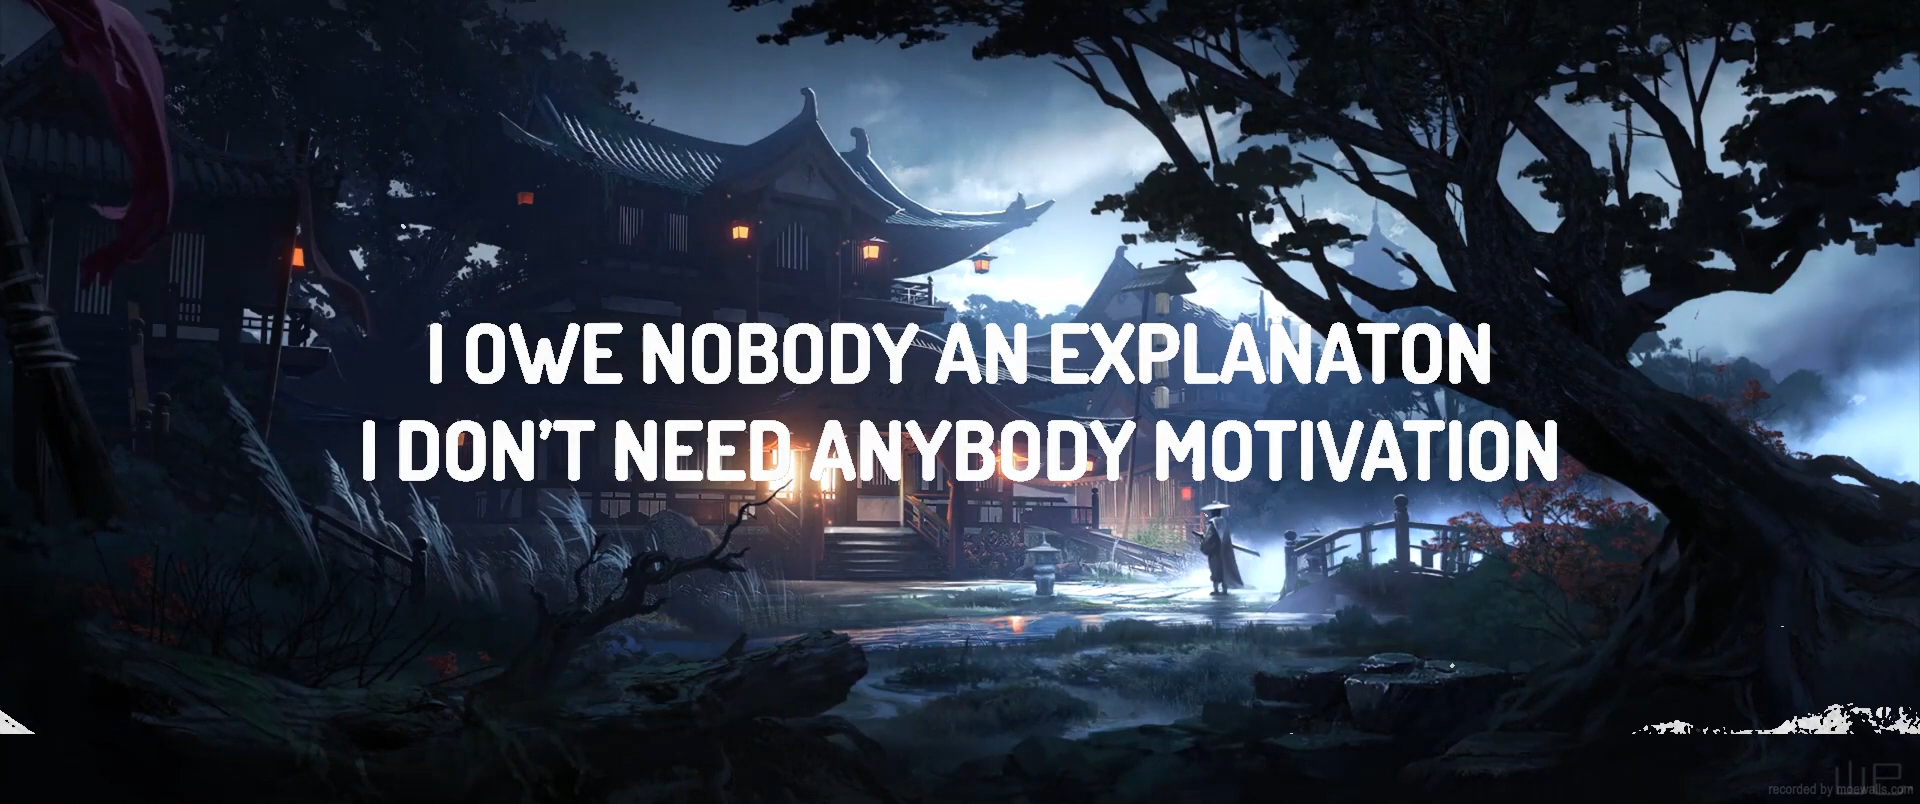 I OWE NOBODY AN EXPLANATON
I DON'T NEED ANYBODY MOTIVATION
recorded by moewalls.com